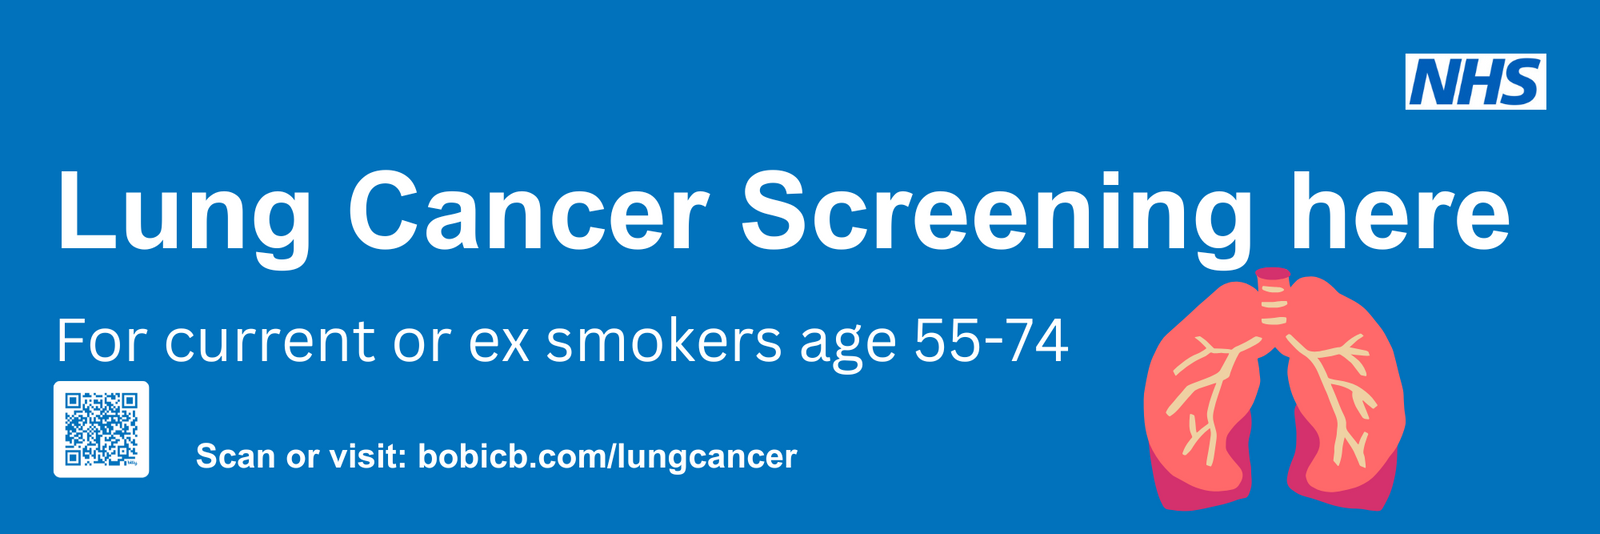 NHS
Lung Cancer Screening here
For current or ex smokers age 55-74
Scan or visit: bobicb.com/lungcancer